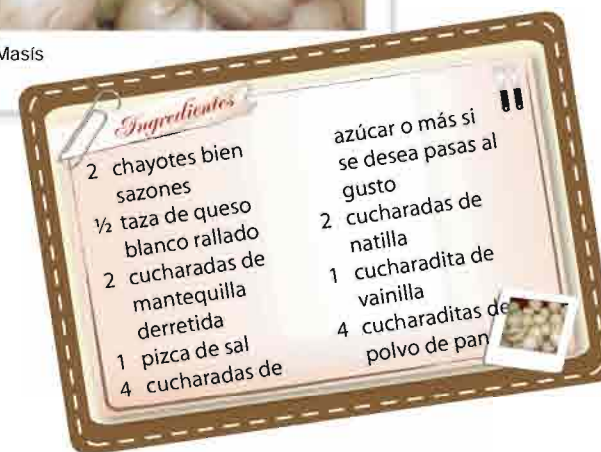 Masís
Ingredientes
2 chayotes bien
sazones
½ taza de queso
blanco rallado
2 cucharadas de
mantequilla
derretida
1 pizca de sal
4 cucharadas de
azúcar o más si
se desea pasas al
gusto
2 cucharadas de
natilla
1 cucharadita de
vainilla
4 cucharaditas de
polvo de pan